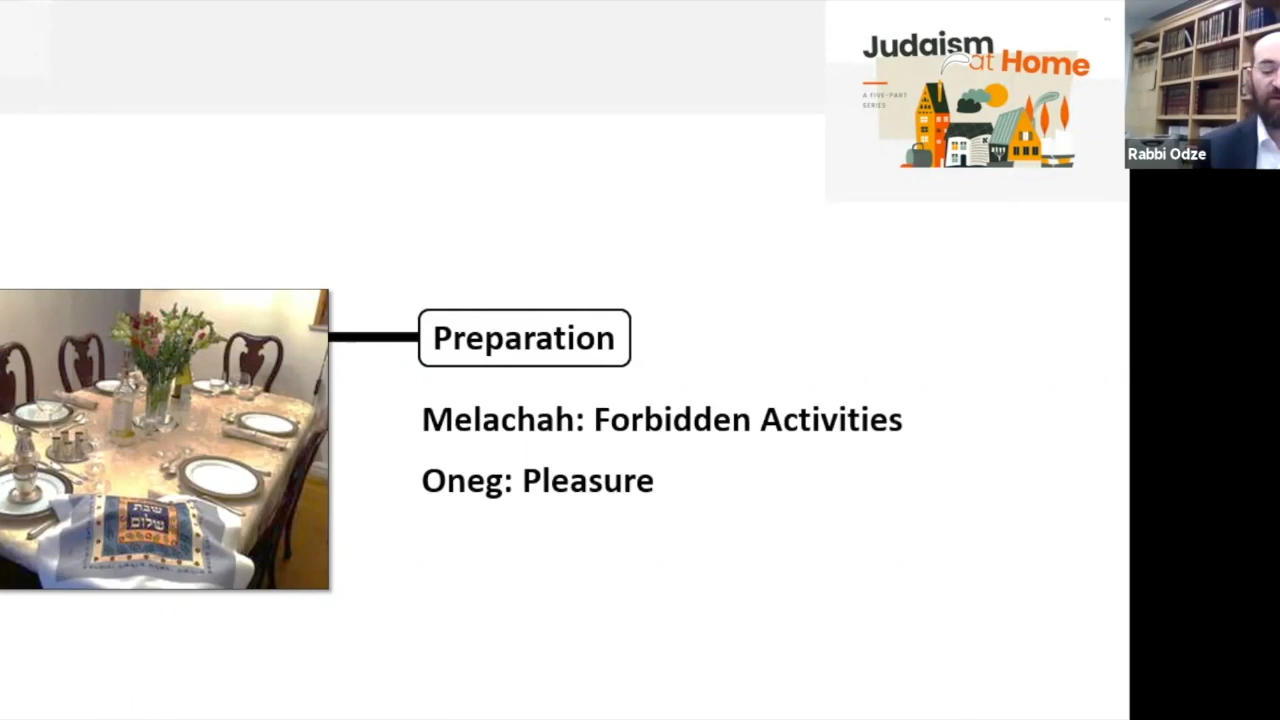 Judaism
at Home
A FIVE-PART
SERIES
Rabbi Odze
Preparation
Melachah: Forbidden Activities
Oneg: Pleasure
שבת
שלום